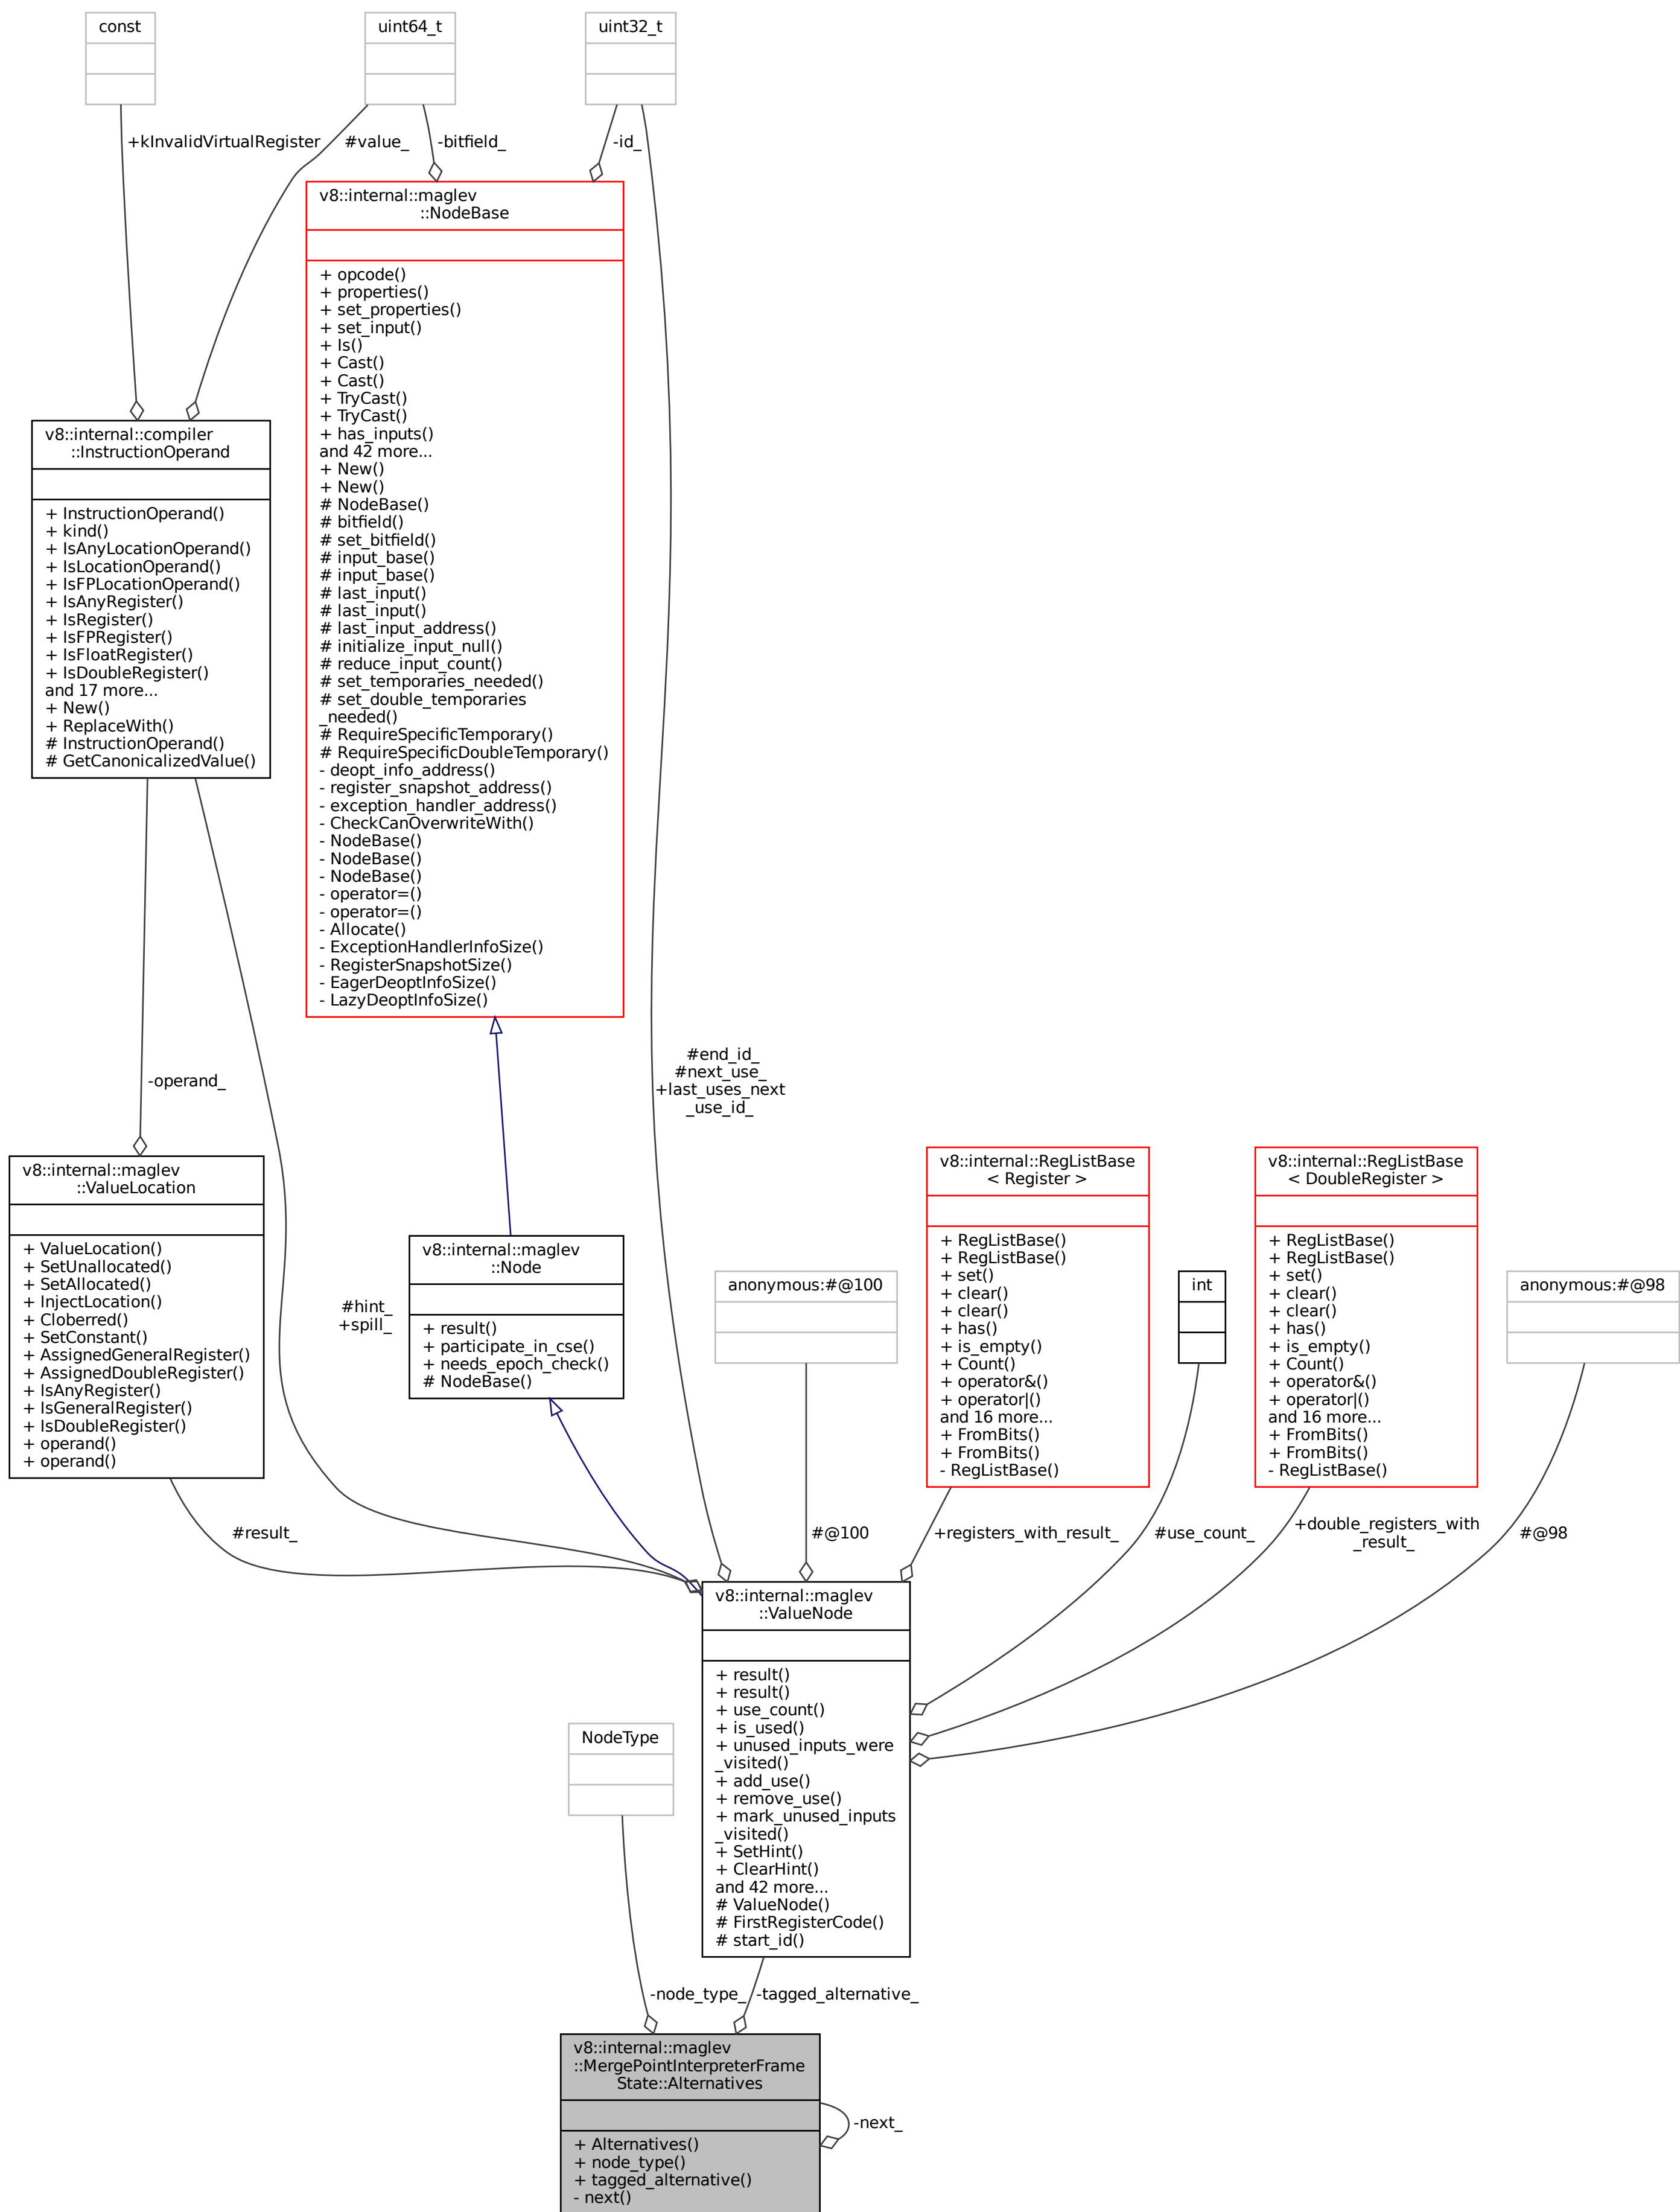 const
uint64_t
uint32_t
+kInvalidVirtualRegister
#value_
-bitfield_
-id_
v8::internal::maglev
::NodeBase
+ opcode()
+ properties()
+ set_properties()
+ set_input()
+ Is()
+ Cast()
+ Cast()
+ TryCast()
+ TryCast()
+ has_inputs()
and 42 more...
+ New()
+ New()
# NodeBase()
# bitfield()
# set_bitfield()
# input_base()
# input_base()
# last_input()
# last_input()
# last_input_address()
# initialize_input_null()
# reduce_input_count()
# set_temporaries_needed()
# set_double_temporaries
_needed()
# RequireSpecificTemporary()
# RequireSpecificDoubleTemporary()
- deopt_info_address()
- register_snapshot_address()
- exception_handler_address()
- CheckCanOverwriteWith()
- NodeBase()
- NodeBase()
- NodeBase()
- operator=()
- operator=()
- Allocate()
- ExceptionHandlerInfoSize()
- RegisterSnapshotSize()
- EagerDeoptInfoSize()
- LazyDeoptInfoSize()
v8::internal::compiler
::InstructionOperand
+ InstructionOperand()
+ kind()
+ IsAnyLocationOperand()
+ IsLocationOperand()
+ IsFPLocationOperand()
+ IsAnyRegister()
+ IsRegister()
+ IsFPRegister()
+ IsFloatRegister()
+ IsDoubleRegister()
and 17 more...
+ New()
+ ReplaceWith()
# InstructionOperand()
# GetCanonicalizedValue()
-operand_
#end_id_
#next_use_
+last_uses_next
_use_id_
v8::internal::maglev
::ValueLocation
+ ValueLocation()
+ SetUnallocated()
+ SetAllocated()
+ InjectLocation()
+ Cloberred()
+ SetConstant()
+ AssignedGeneralRegister()
+ AssignedDoubleRegister()
+ IsAnyRegister()
+ IsGeneralRegister()
+ IsDoubleRegister()
+ operand()
+ operand()
#hint_
+spill_
v8::internal::maglev
::Node
+ result()
+ participate_in_cse()
+ needs_epoch_check()
# NodeBase()
anonymous:#@100
v8::internal::RegListBase
< Register >
+ RegListBase()
+ RegListBase()
+ set()
+ clear()
+ clear()
+ has()
+ is_empty()
+ Count()
+ operator&()
+ operator|()
and 16 more...
+ FromBits()
+ FromBits()
- RegListBase()
int
v8::internal::RegListBase
< DoubleRegister >
+ RegListBase()
+ RegListBase()
+ set()
+ clear()
+ clear()
+ has()
+ is_empty()
+ Count()
+ operator&()
+ operator|()
and 16 more...
+ FromBits()
+ FromBits()
- RegListBase()
anonymous:#@98
#result_
#@100
+registers_with_result_
#use_count_
+double_registers_with
_result_
#@98
v8::internal::maglev
::ValueNode
+ result()
+ result()
+ use_count()
+ is_used()
+ unused_inputs_were
_visited()
+ add_use()
+ remove_use()
+ mark_unused_inputs
_visited()
+ SetHint()
+ ClearHint()
and 42 more...
# ValueNode()
# FirstRegisterCode()
# start_id()
NodeType
-node_type_
-tagged_alternative_
v8::internal::maglev
::MergePointInterpreterFrame
State::Alternatives
+ Alternatives()
+ node_type()
+ tagged_alternative()
- next()
-next_